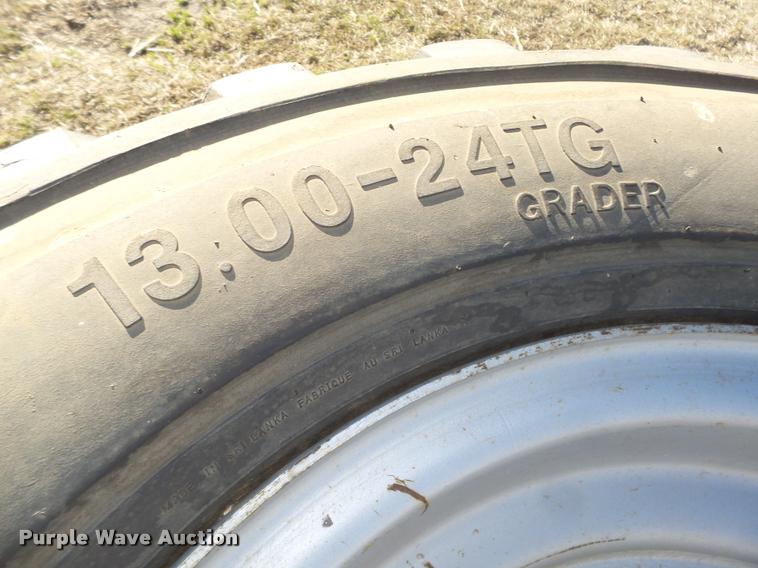 13.00-24TG
GRADER
MADE IN SRI LANKA FABRIQUE AU SRI LANKA
Purple Wave Auction